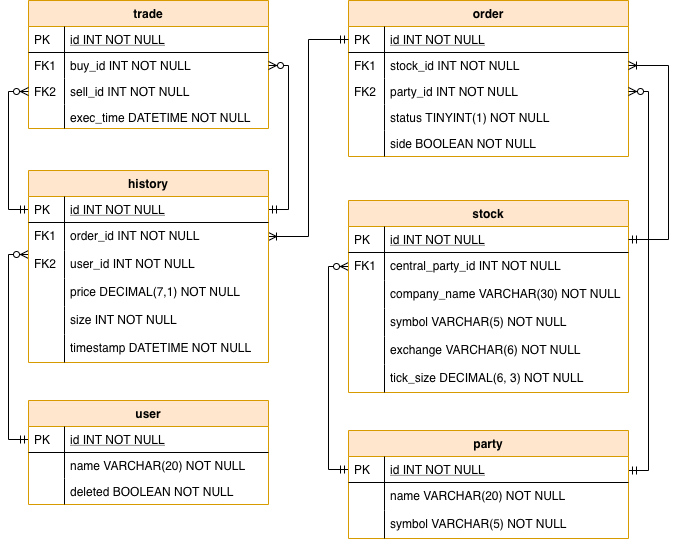 trade
PK id INT NOT NULL
FK1 buy_id INT NOT NULL
FK2 sell_id INT NOT NULL
exec_time DATETIME NOT NULL
history
PK id INT NOT NULL
FK1 order_id INT NOT NULL
FK2 user_id INT NOT NULL
price DECIMAL(7,1) NOT NULL
size INT NOT NULL
timestamp DATETIME NOT NULL
user
PK id INT NOT NULL
name VARCHAR(20) NOT NULL
deleted BOOLEAN NOT NULL
order
PK id INT NOT NULL
FK1 stock_id INT NOT NULL
FK2 party_id INT NOT NULL
status TINYINT(1) NOT NULL
side BOOLEAN NOT NULL
stock
PK id INT NOT NULL
FK1 central_party_id INT NOT NULL
company_name VARCHAR(30) NOT NULL
symbol VARCHAR(5) NOT NULL
exchange VARCHAR(6) NOT NULL
tick_size DECIMAL(6, 3) NOT NULL
party
PK id INT NOT NULL
name VARCHAR(20) NOT NULL
symbol VARCHAR(5) NOT NULL